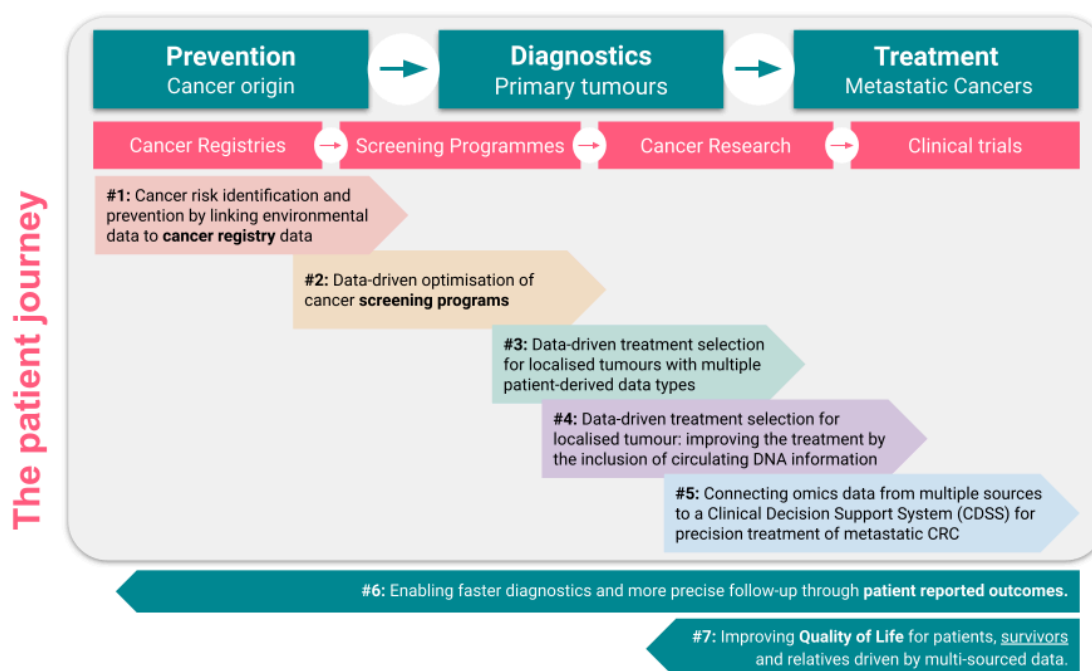 The patient journey
Prevention
Cancer origin
Diagnostics
Primary tumours
Treatment
Metastatic Cancers
Cancer Registries
Screening Programmes
Cancer Research
Clinical trials
#1: Cancer risk identification and
prevention by linking environmental
data to cancer registry data
#2: Data-driven optimisation of
cancer screening programs
#3: Data-driven treatment selection
for localised tumours with multiple
patient-derived data types
#4: Data-driven treatment selection for
localised tumour: improving the treatment by
the inclusion of circulating DNA information
#5: Connecting omics data from multiple sources
to a Clinical Decision Support System (CDSS) for
precision treatment of metastatic CRC
#6: Enabling faster diagnostics and more precise follow-up through patient reported outcomes.
#7: Improving Quality of Life for patients, survivors
and relatives driven by multi-sourced data.